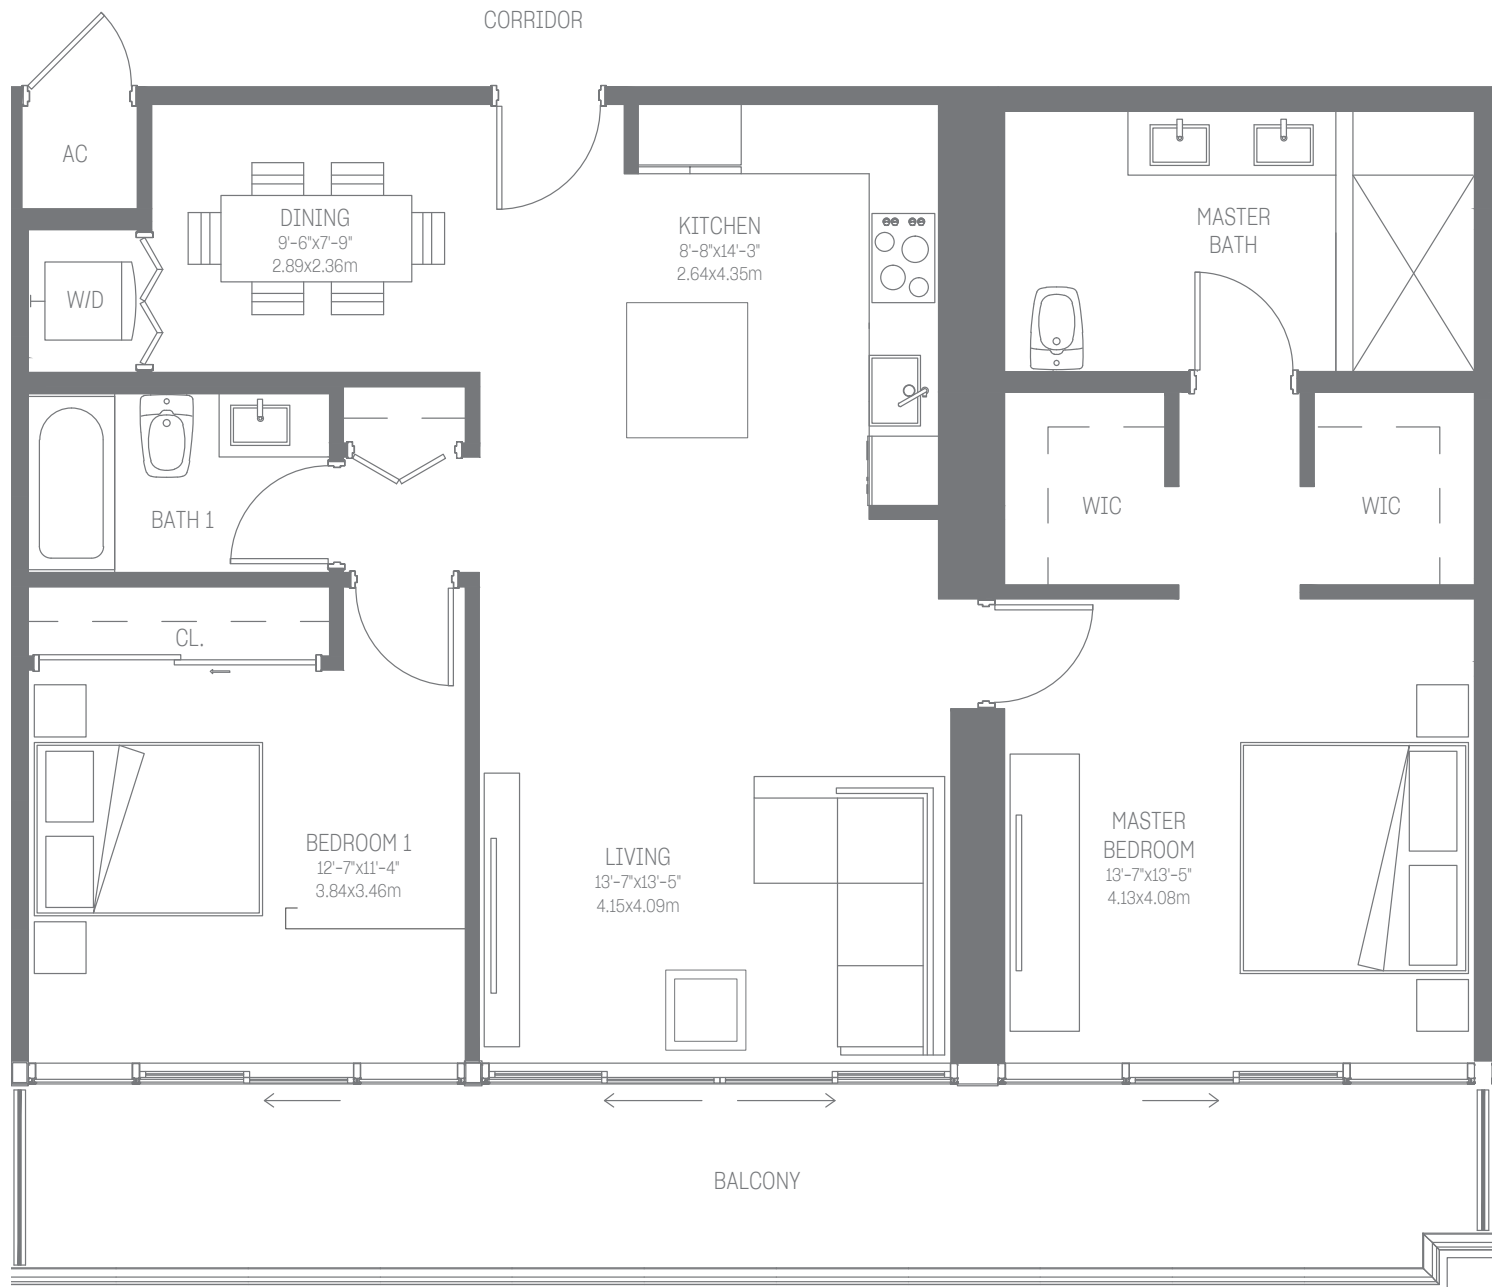 CORRIDOR
AC
DINING
9'-6"x7'-9"
2.89x2.36m
KITCHEN
8'-8"x14'-3"
2.64x4.35m
MASTER
BATH
W/D
BATH 1
WIC
WIC
CL.
BEDROOM 1
12'-7"x11'-4"
3.84x3.46m
LIVING
13'-7"x13'-5"
4.15x4.09m
MASTER
BEDROOM
13'-7"x13'-5"
4.13x4.08m
BALCONY